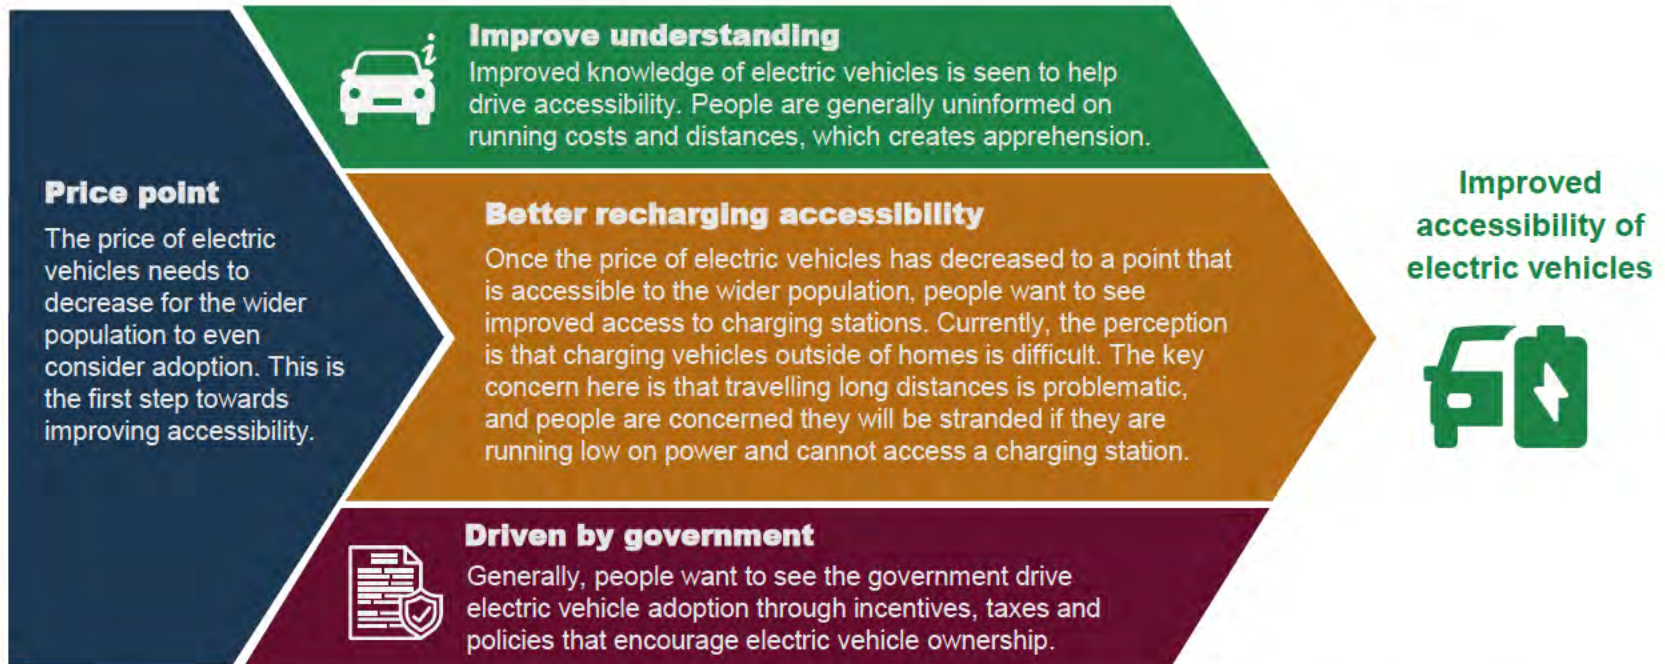 Price point
The price of electric
vehicles needs to
decrease for the wider
population to even
consider adoption. This is
the first step towards
improving accessibility.
i
Improve understanding
Improved knowledge of electric vehicles is seen to help
drive accessibility. People are generally uninformed on
running costs and distances, which creates apprehension.
Better recharging accessibility
Once the price of electric vehicles has decreased to a point that
is accessible to the wider population, people want to see
improved access to charging stations. Currently, the perception
is that charging vehicles outside of homes is difficult. The key
concern here is that travelling long distances is problematic,
and people are concerned they will be stranded if they are
running low on power and cannot access a charging station.
Driven by government
Generally, people want to see the government drive
electric vehicle adoption through incentives, taxes and
policies that encourage electric vehicle ownership.
Improved
accessibility of
electric vehicles